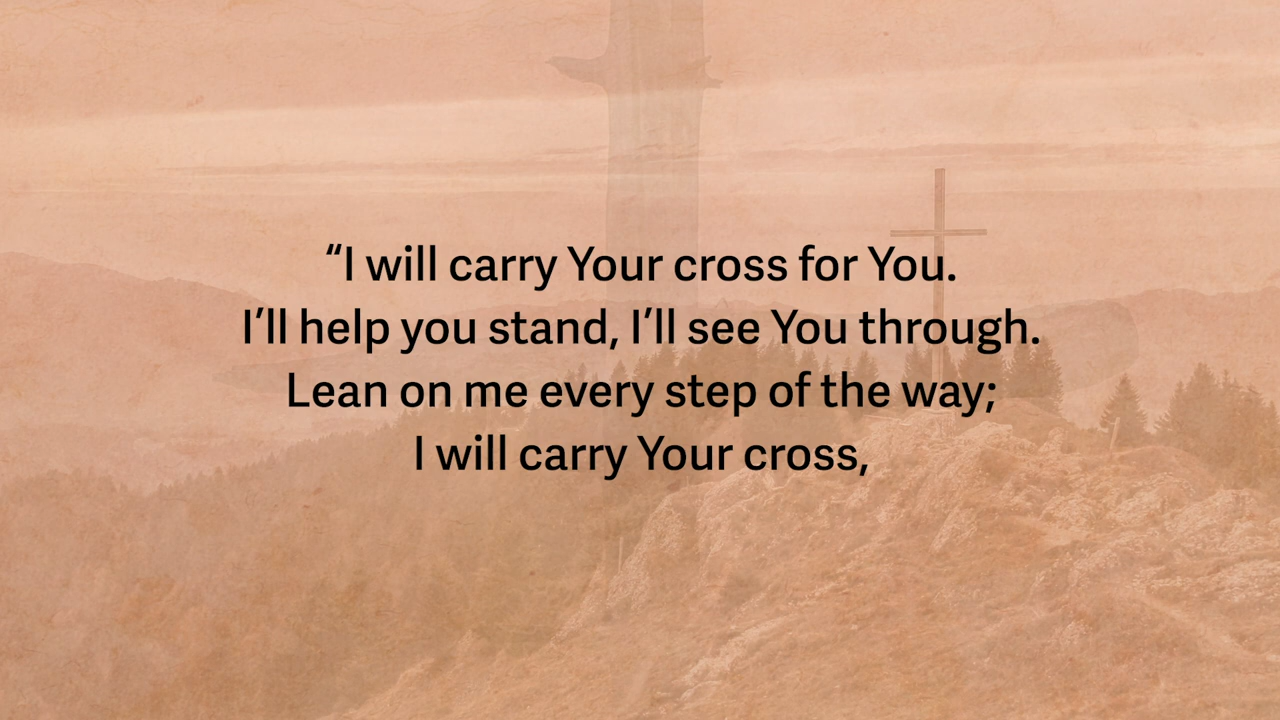 “I will carry Your cross for You.
I’ll help you stand, I’ll see You through.
Lean on me every step of the way;
I will carry Your cross,